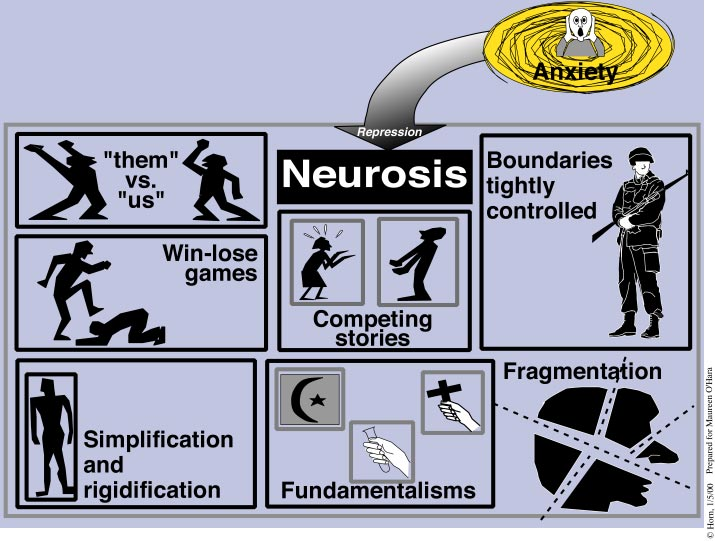 Anxiety
Repression
Neurosis
"them"
vs.
"us"
Boundaries
tightly
controlled
Win-lose
games
Competing
stories
Simplification
and
rigidification
Fundamentalisms
Fragmentation
© Horn, 1/5/00 Prepared for Maureen O'Hara